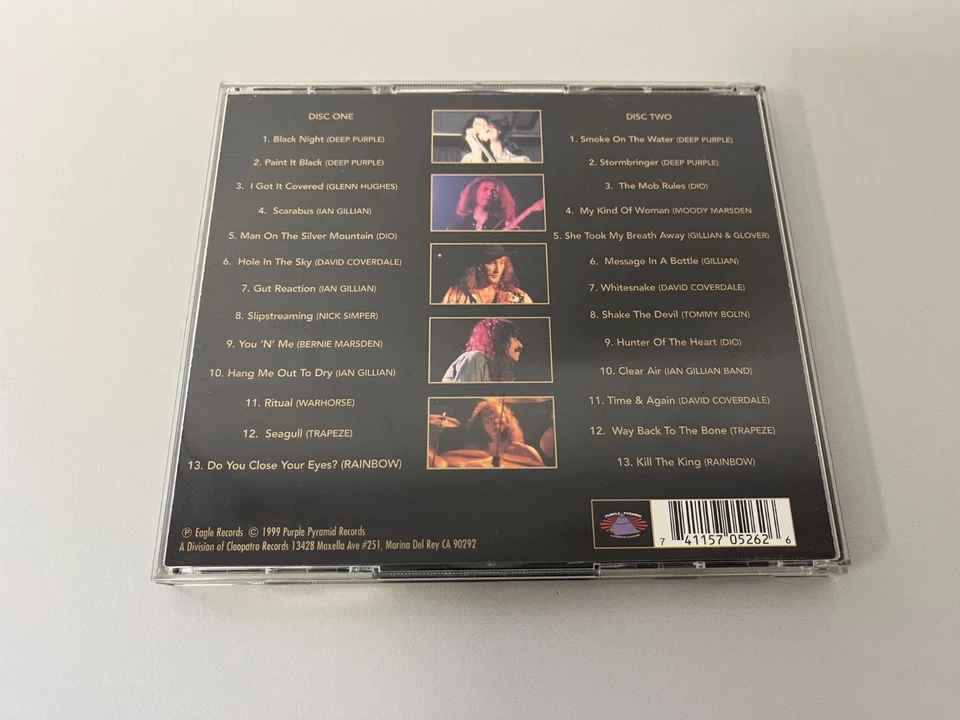 DISC ONE
1. Black Night (DEEP PURPLE)
2. Paint It Black (DEEP PURPLE)
3. I Got It Covered (GLENN HUGHES)
4. Scarabus (IAN GILLIAN)
5. Man On The Silver Mountain (DIO)
6. Hole In The Sky (DAVID COVERDALE)
7. Gut Reaction (IAN GILLIAN)
8. Slipstreaming (NICK SIMPER)
9. You 'N' Me (BERNIE MARSDEN)
10. Hang Me Out To Dry (IAN GILLIAN)
11. Ritual (WARHORSE)
12. Seagull (TRAPEZE)
13. Do You Close Your Eyes? (RAINBOW)
DISC TWO
1. Smoke On The Water (DEEP PURPLE)
2. Stormbringer (DEEP PURPLE)
3. The Mob Rules (DIO)
4. My Kind Of Woman (MOODY MARSDEN
5. She Took My Breath Away (GILLIAN & GLOVER)
6. Message In A Bottle (GILLIAN)
7. Whitesnake (DAVID COVERDALE)
8. Shake The Devil (TOMMY BOLIN)
9. Hunter Of The Heart (DIO)
10. Clear Air (IAN GILLIAN BAND)
11. Time & Again (DAVID COVERDALE)
12. Way Back To The Bone (TRAPEZE)
13. Kill The King (RAINBOW)
℗ Eagle Records © 1999 Purple Pyramid Records
A Division of Cleopatra Records 13428 Maxella Ave #251, Marina Del Rey CA 90292
PURPLE PYRAMID
7 41157 05262 6